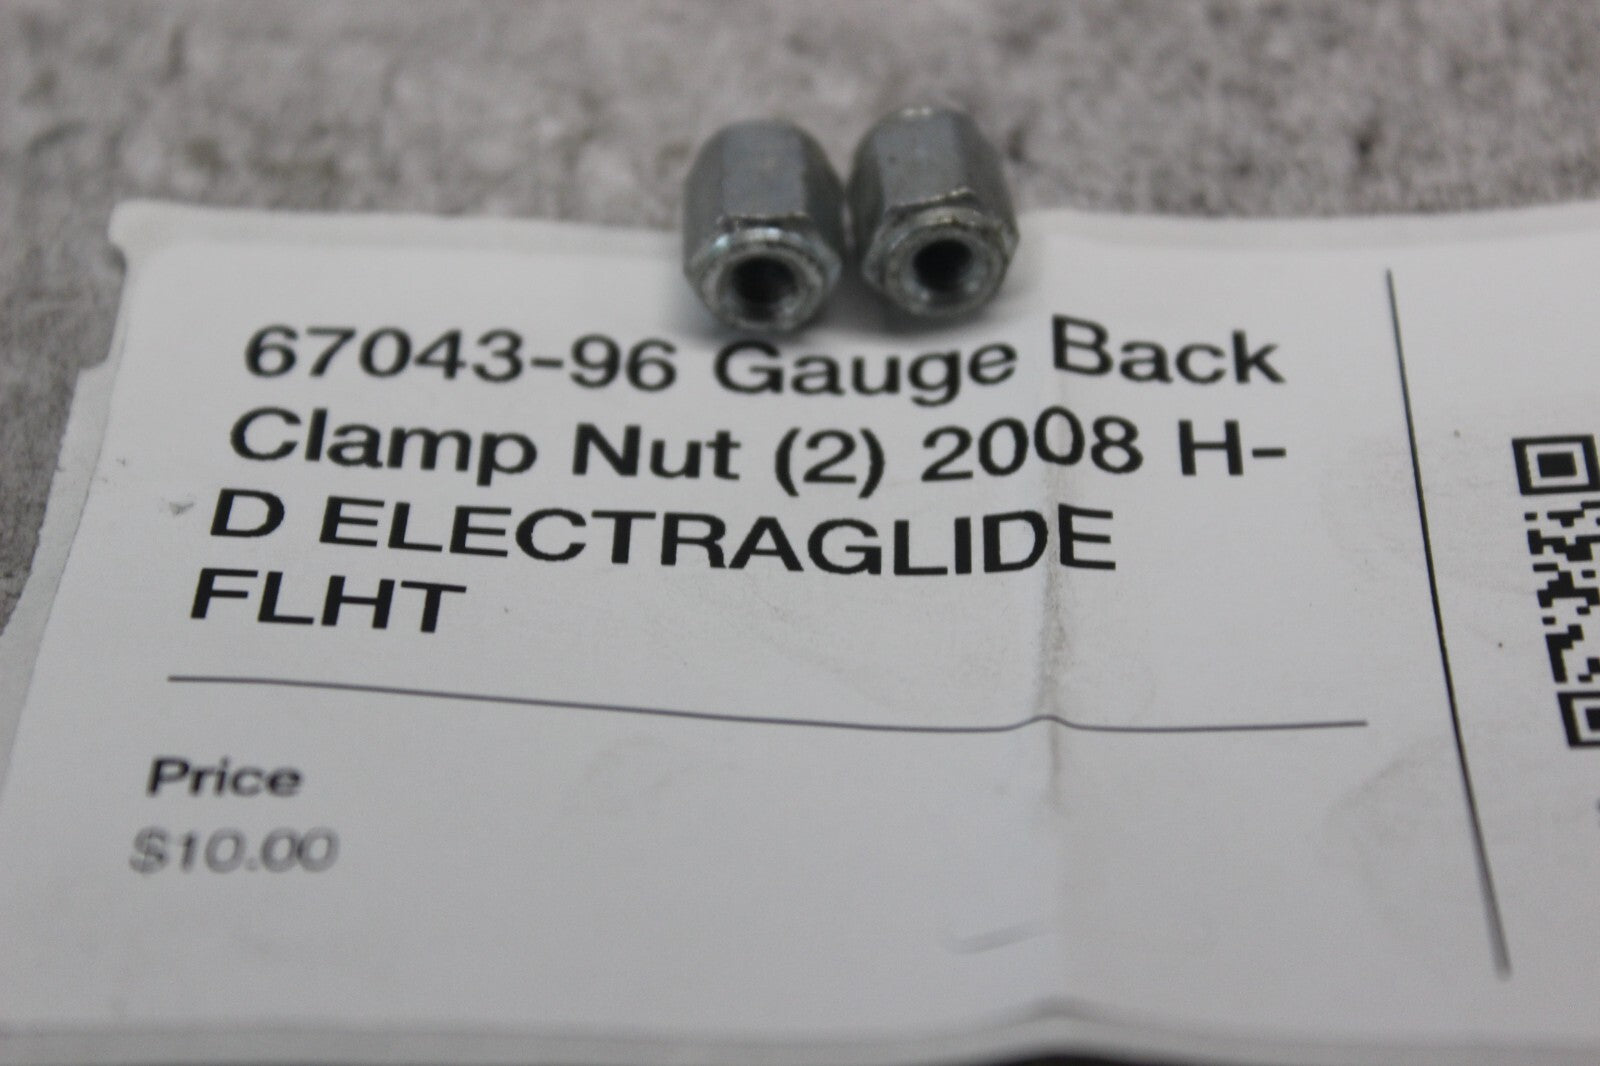 67043-96 Gauge Back
Clamp Nut (2) 2008 H-
D ELECTRAGLIDE
FLHT
Price
$10.00